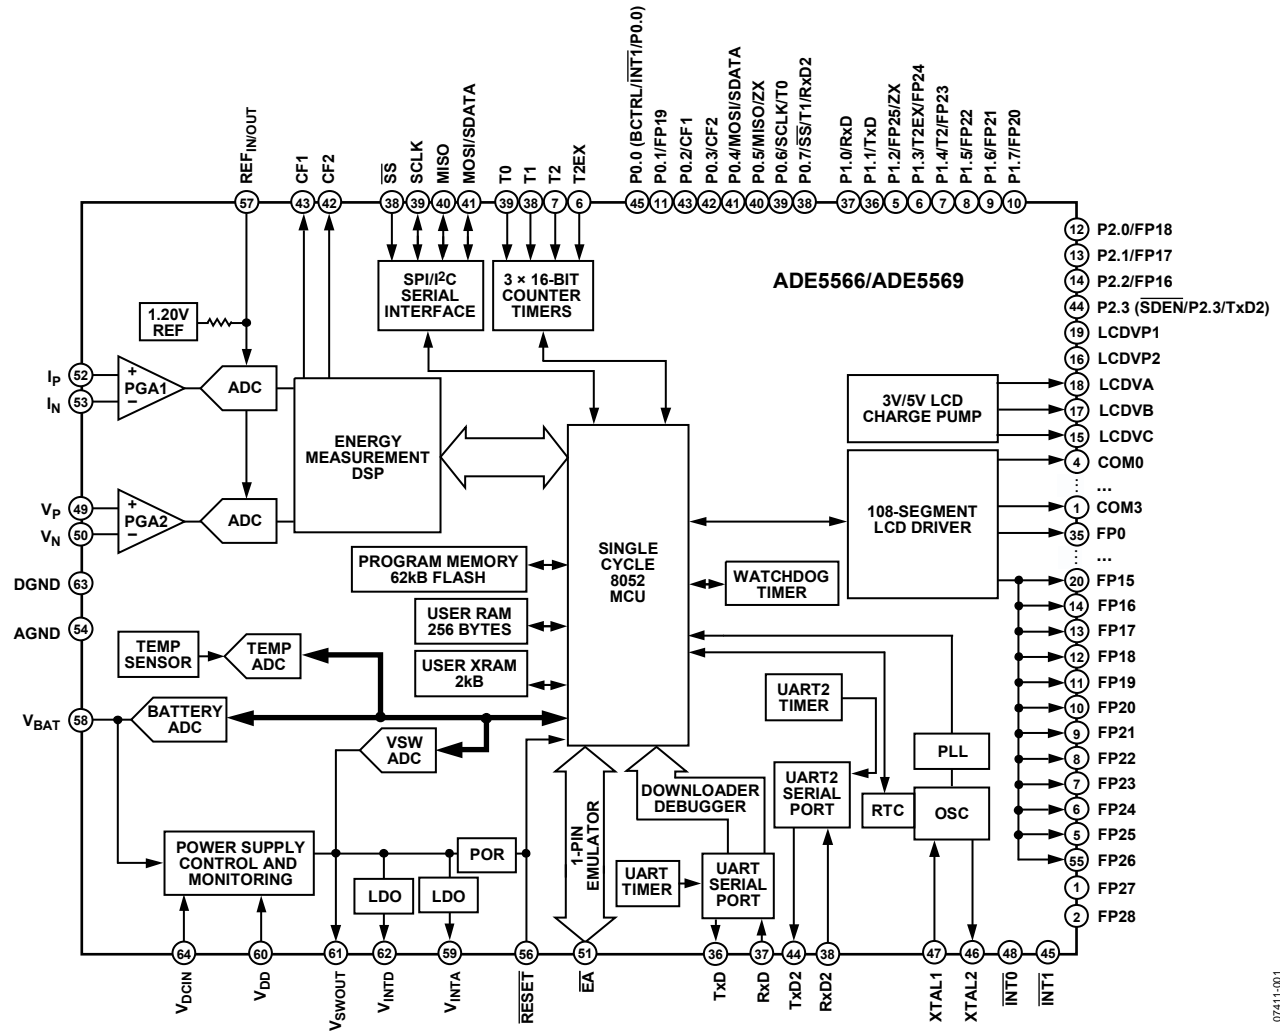 REFIN/OUT
CF1
CF2
SS
SCLK
MISO
MOSI/SDATA
T0
T1
T2
T2EX
P0.0 (BCTRL/INT1/P0.0)
P0.1/FP19
P0.2/CF1
P0.3/CF2
P0.4/MOSI/SDATA
P0.5/MISO/ZX
P0.6/SCLK/T0
P0.7/SS/T1/RxD2
P1.0/RxD
P1.1/TxD
P1.2/FP25/ZX
P1.3/T2EX/FP24
P1.4/T2/FP23
P1.5/FP22
P1.6/FP21
P1.7/FP20
57
43
42
38
39
40
41
39
38
7
6
45
11
43
42
41
40
39
38
37
36
5
6
7
8
9
10
12 P2.0/FP18
13 P2.1/FP17
14 P2.2/FP16
44 P2.3 (SDEN/P2.3/TxD2)
19 LCDVP1
16 LCDVP2
18 LCDVA
17 LCDVB
15 LCDVC
4 COM0
...
1 COM3
35 FP0
...
20 FP15
14 FP16
13 FP17
12 FP18
11 FP19
10 FP20
9 FP21
8 FP22
7 FP23
6 FP24
5 FP25
55 FP26
1 FP27
2 FP28
ADE5566/ADE5569
SPI/I2C
SERIAL
INTERFACE
3 × 16-BIT
COUNTER
TIMERS
1.20V
REF
IP 52
IN 53
+
PGA1
–
ADC
ENERGY
MEASUREMENT
DSP
3V/5V LCD
CHARGE PUMP
VP 49
VN 50
+
PGA2
–
ADC
108-SEGMENT
LCD DRIVER
SINGLE
CYCLE
8052
MCU
PROGRAM MEMORY
62kB FLASH
WATCHDOG
TIMER
DGND 63
USER RAM
256 BYTES
AGND 54
TEMP
SENSOR
TEMP
ADC
USER XRAM
2kB
UART2
TIMER
VBAT 58
BATTERY
ADC
VSW
ADC
PLL
UART2
SERIAL
PORT
DOWNLOADER
DEBUGGER
RTC
OSC
1-PIN
EMULATOR
POWER SUPPLY
CONTROL AND
MONITORING
POR
LDO
LDO
UART
TIMER
UART
SERIAL
PORT
64
60
61
62
59
56
51
36
37
44
38
47
46
48
45
VDCIN
VDD
VSWOUT
VINTD
VINTA
RESET
EA
TxD
RxD
TxD2
RxD2
XTAL1
XTAL2
INT0
INT1
07411-001